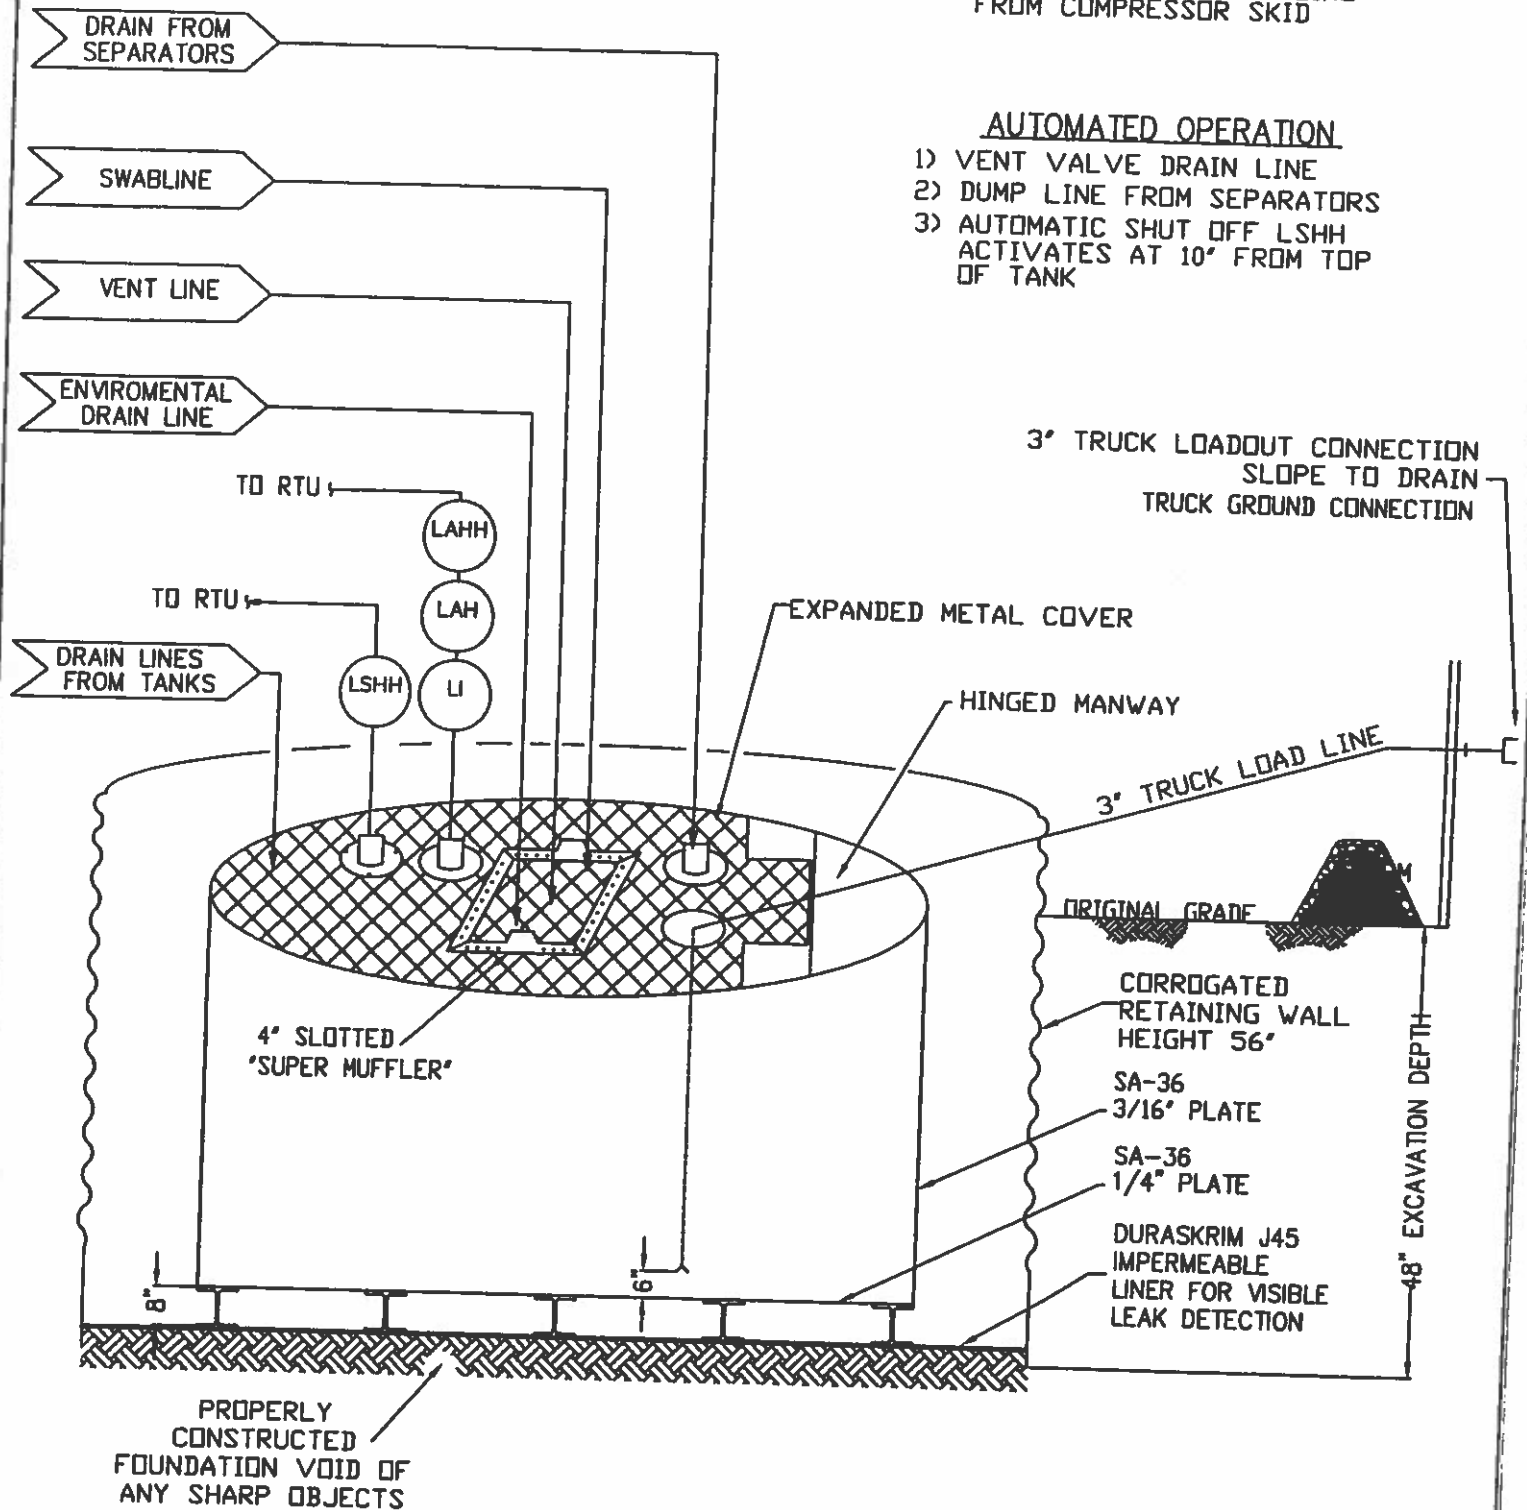 FROM COMPRESSOR SKID
DRAIN FROM
SEPARATORS
AUTOMATED OPERATION
1) VENT VALVE DRAIN LINE
2) DUMP LINE FROM SEPARATORS
3) AUTOMATIC SHUT OFF LSHH
ACTIVATES AT 10" FROM TOP
OF TANK
SWABLINE
VENT LINE
ENVIROMENTAL
DRAIN LINE
3" TRUCK LOADOUT CONNECTION
SLOPE TO DRAIN
TRUCK GROUND CONNECTION
TO RTU
LAHH
TO RTU
LAH
EXPANDED METAL COVER
DRAIN LINES
FROM TANKS
LSHH
LI
HINGED MANWAY
3" TRUCK LOAD LINE
ORIGINAL GRADE
CORROGATED
RETAINING WALL
HEIGHT 56"
4" SLOTTED
"SUPER MUFFLER"
SA-36
3/16" PLATE
SA-36
1/4" PLATE
48" EXCAVATION DEPTH
DURASKRIM J45
IMPERMEABLE
LINER FOR VISIBLE
LEAK DETECTION
8"
6"
PROPERLY
CONSTRUCTED
FOUNDATION VOID OF
ANY SHARP OBJECTS